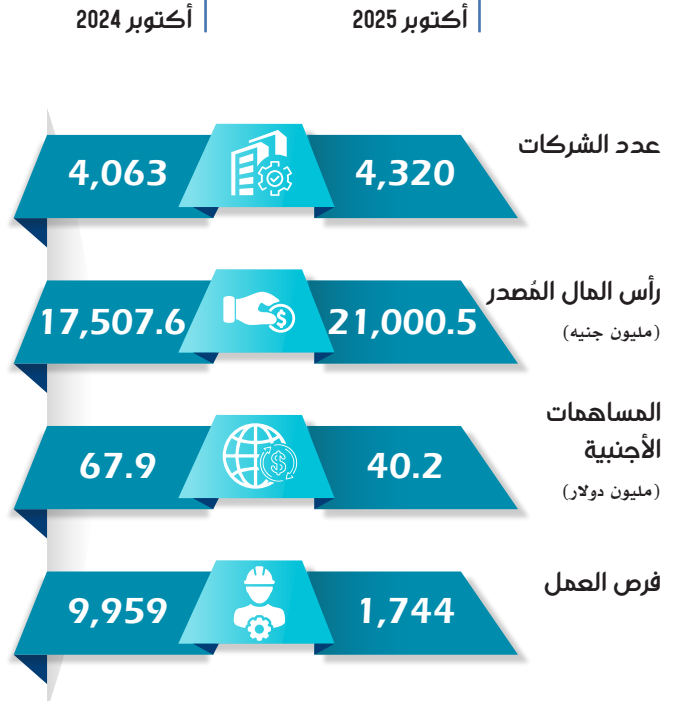 أكتوبر 2025
أكتوبر 2024
عدد الشركات
4,320
4,063
رأس المال المُصدر
(مليون جنيه)
21,000.5
17,507.6
المساهمات
الأجنبية
(مليون دولار)
40.2
67.9
فرص العمل
1,744
9,959